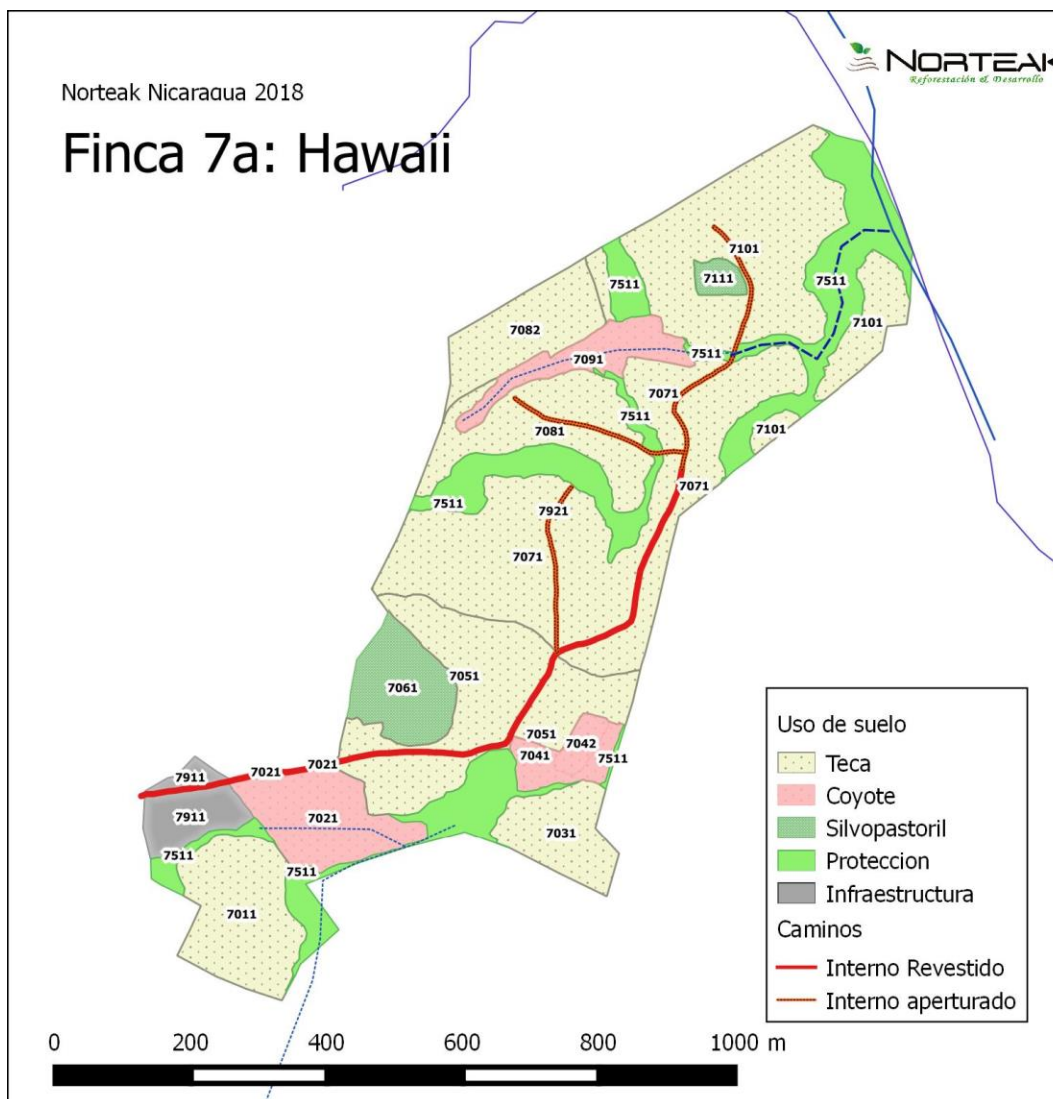 NORTEAK
Reforestación & Desarrollo
Norteak Nicaragua 2018
Finca 7a: Hawaii
7101
7511
7111
7511
7101
7082
7091
7511
7071
7511
7101
7081
7071
7511
7921
7071
7051
7061
7051
7042
7041
7511
7911
7021
7021
7911
7021
7031
7511
7511
7011
Uso de suelo
Teca
Coyote
Silvopastoril
Proteccion
Infraestructura
Caminos
Interno Revestido
Interno aperturado
0 200 400 600 800 1000 m